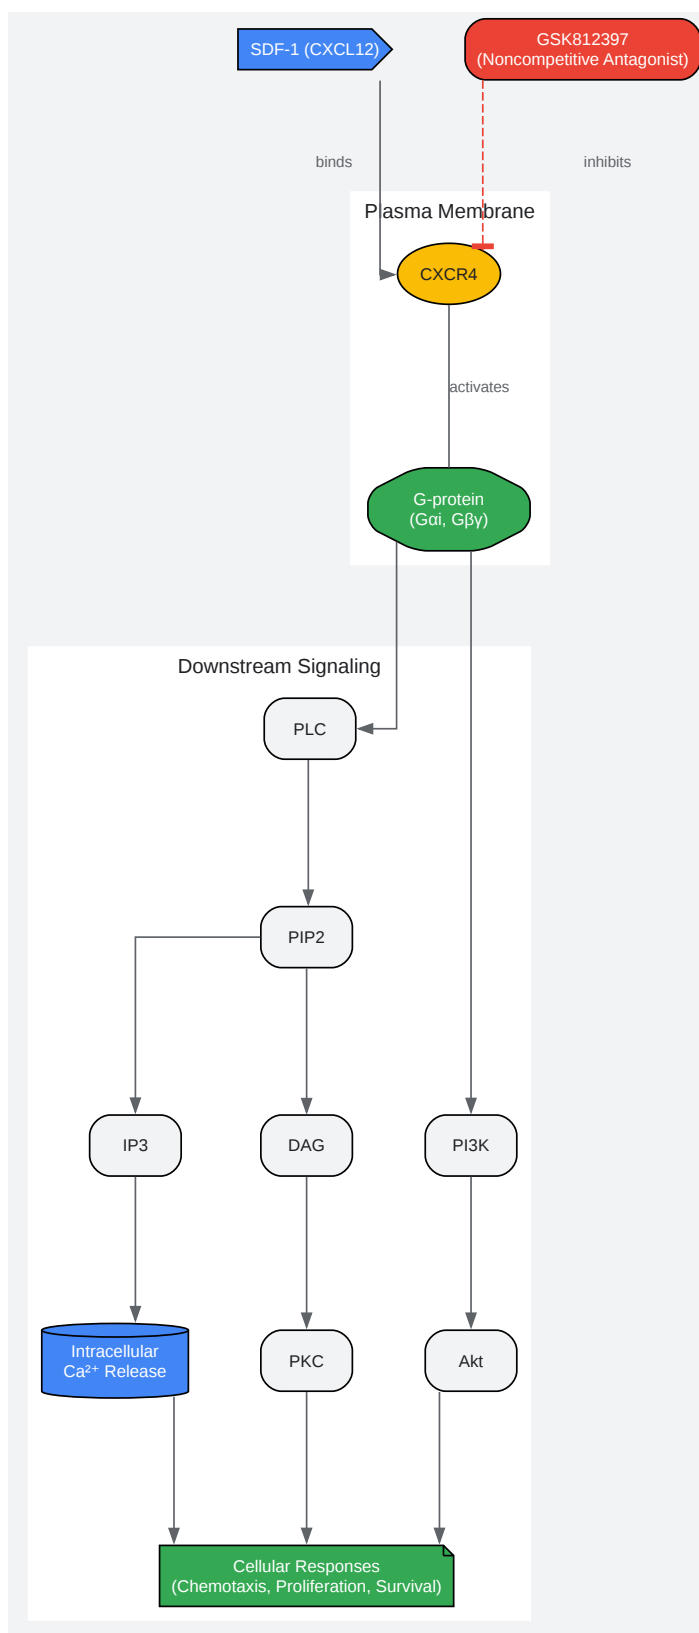 SDF-1 (CXCL12)
GSK812397
(Noncompetitive Antagonist)
binds
inhibits
Plasma Membrane
CXCR4
activates
G-protein
(Gαi, Gβγ)
Downstream Signaling
PLC
PIP2
IP3
DAG
PI3K
Intracellular
Ca²⁺ Release
PKC
Akt
Cellular Responses
(Chemotaxis, Proliferation, Survival)